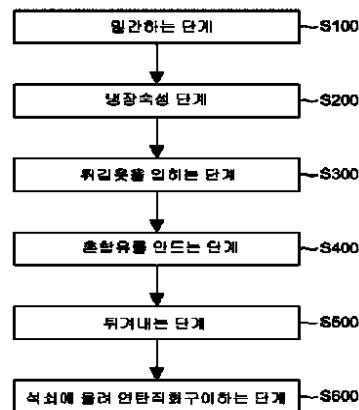 밑간하는 단계 S100
냉장숙성 단계 S200
튀김옷을 입히는 단계 S300
혼합유를 만드는 단계 S400
튀겨내는 단계 S500
석쇠에 올려 연탄직화구이하는 단계 S600